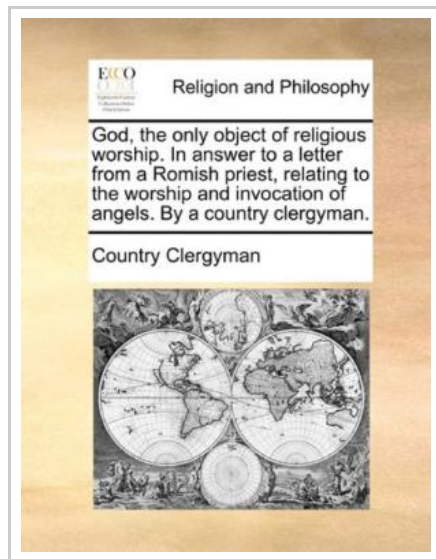 ECCO
Religion and Philosophy
God, the only object of religious
worship. In answer to a letter
from a Romish priest, relating to
the worship and invocation of
angels. By a country clergyman.
Country Clergyman